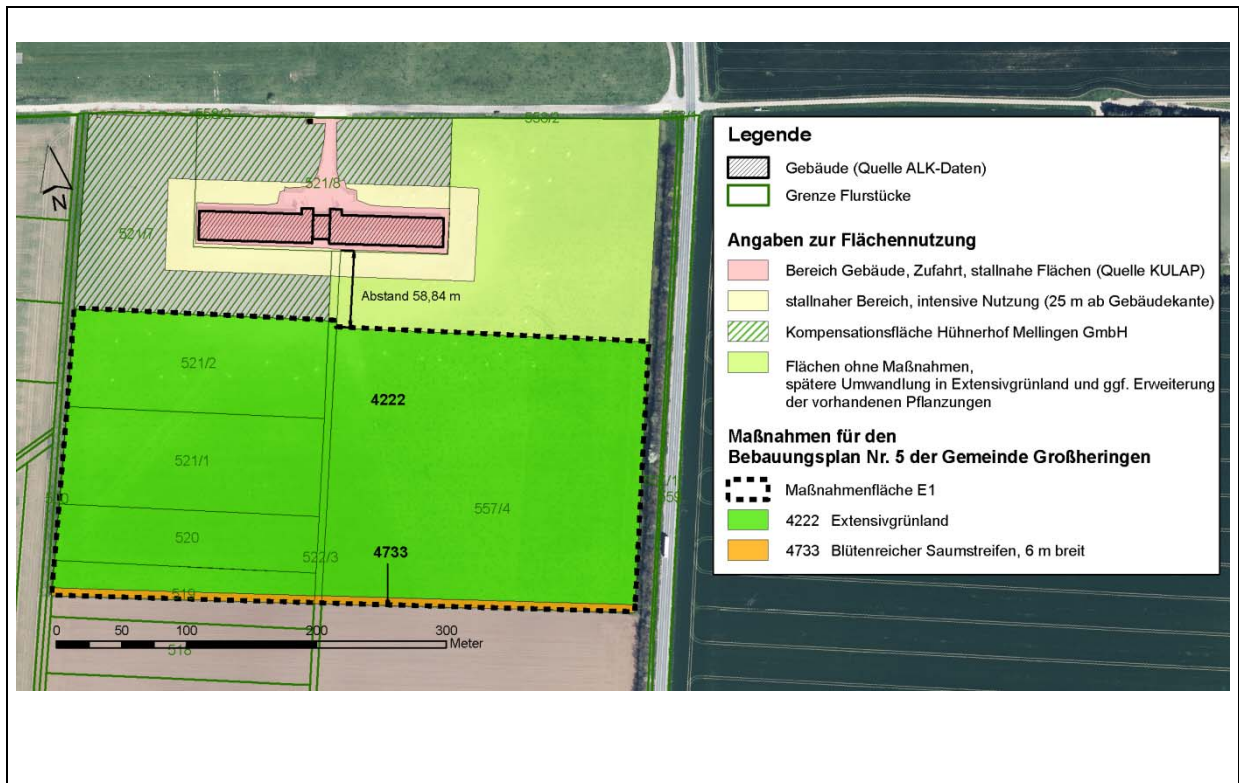 558/2
558/2
521/8
N
521/7
Abstand 58,84 m
521/2
4222
521/1
557/4
520
4733
522/3
519
0 50 100 200 300
Meter
518
Legende
Gebäude (Quelle ALK-Daten)
Grenze Flurstücke
Angaben zur Flächennutzung
Bereich Gebäude, Zufahrt, stallnahe Flächen (Quelle KULAP)
stallnaher Bereich, intensive Nutzung (25 m ab Gebäudekante)
Kompensationsfläche Hühnerhof Mellingen GmbH
Flächen ohne Maßnahmen,
spätere Umwandlung in Extensivgrünland und ggf. Erweiterung
der vorhandenen Pflanzungen
Maßnahmen für den
Bebauungsplan Nr. 5 der Gemeinde Großheringen
Maßnahmenfläche E1
4222 Extensivgrünland
4733 Blütenreicher Saumstreifen, 6 m breit